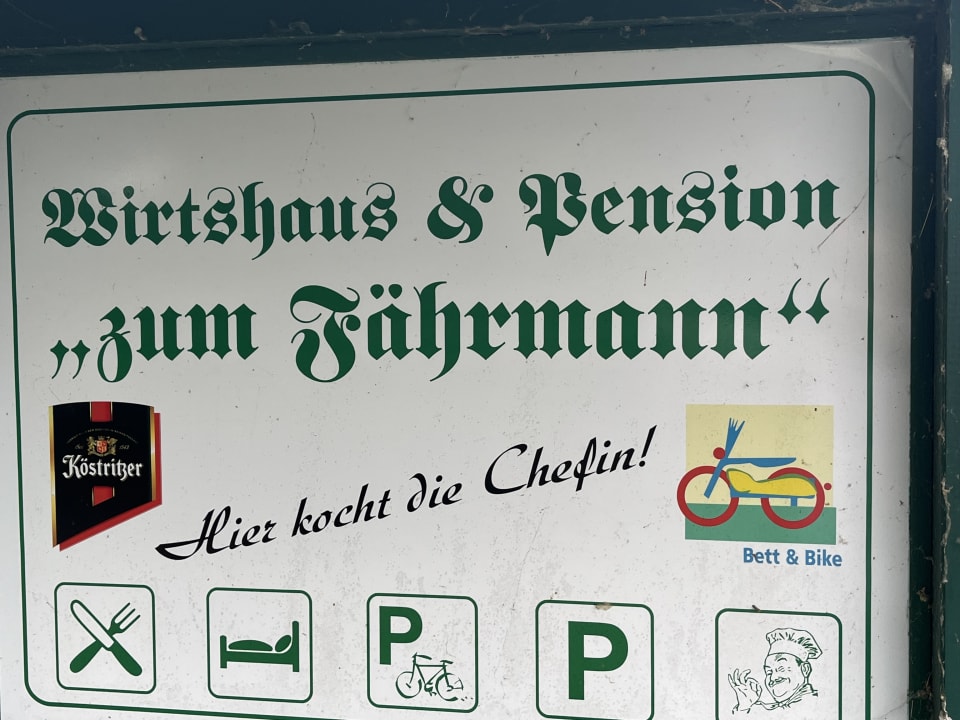 Wirtshaus & Pension
„zum Fährmann“
Köstritzer
Hier kocht die Chefin!
Bett & Bike
P
P